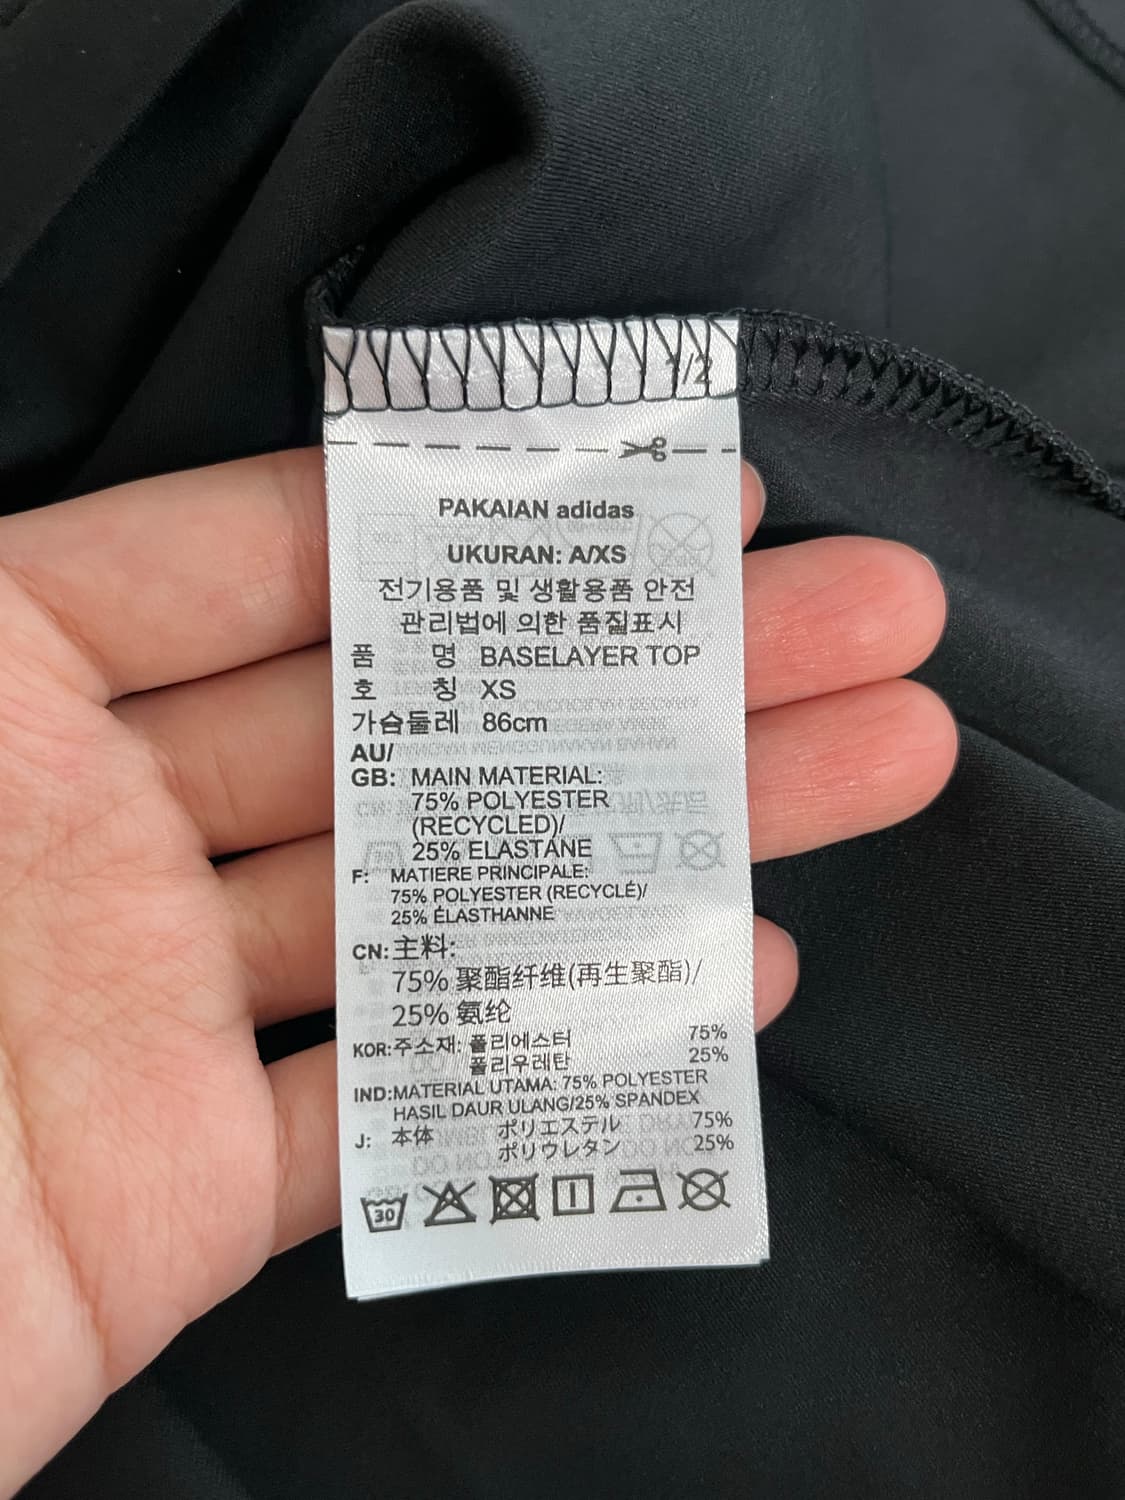 1/2
PAKAIAN adidas
UKURAN: A/XS
전기용품 및 생활용품 안전
관리법에 의한 품질표시
품 명 BASELAYER TOP
호 칭 XS
가슴둘레 86cm
AU/
GB: MAIN MATERIAL:
75% POLYESTER
(RECYCLED)/
25% ELASTANE
F: MATIERE PRINCIPALE:
75% POLYESTER (RECYCLÉ)/
25% ÉLASTHANNE
CN: 主料:
75% 聚酯纤维(再生聚酯)/
25% 氨纶
KOR: 주소재: 폴리에스터 75%
폴리우레탄 25%
IND: MATERIAL UTAMA: 75% POLYESTER
HASIL DAUR ULANG/25% SPANDEX
J: 本体 ポリエステル 75%
ポリウレタン 25%
30